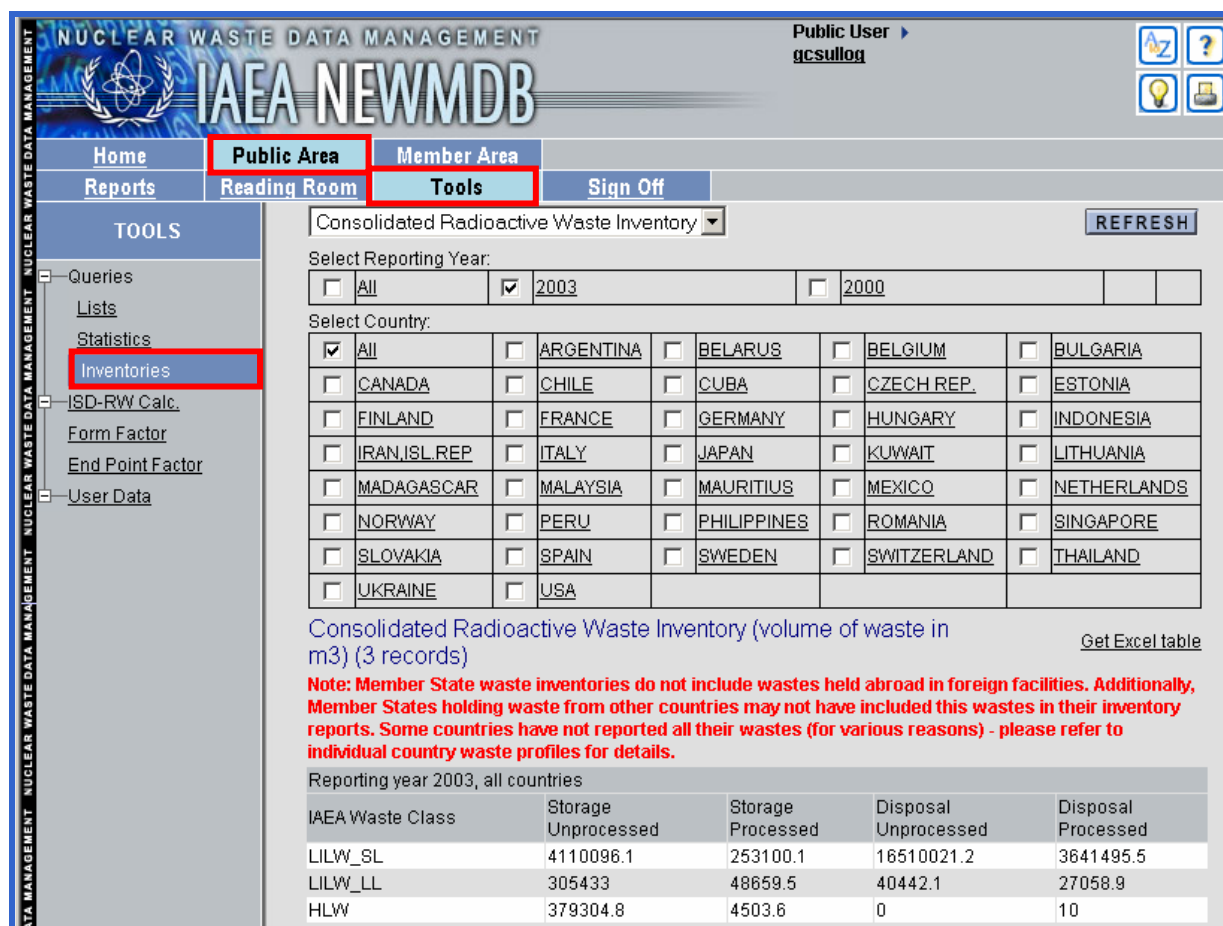 NUCLEAR WASTE DATA MANAGEMENT
IAEA NEWMDB
Public User
gcsullog
A Z ?
Home Public Area Member Area
Reports Reading Room Tools Sign Off
NUCLEAR WASTE DATA MANAGEMENT NUCLEAR WASTE DATA MANAGEMENT NUCLEAR WASTE DATA MANAGEMENT
TOOLS
Queries
Lists
Statistics
Inventories
ISD-RW Calc.
Form Factor
End Point Factor
User Data
Consolidated Radioactive Waste Inventory
REFRESH
Select Reporting Year:
All 2003 2000
Select Country:
All ARGENTINA BELARUS BELGIUM BULGARIA
CANADA CHILE CUBA CZECH REP. ESTONIA
FINLAND FRANCE GERMANY HUNGARY INDONESIA
IRAN,ISL.REP ITALY JAPAN KUWAIT LITHUANIA
MADAGASCAR MALAYSIA MAURITIUS MEXICO NETHERLANDS
NORWAY PERU PHILIPPINES ROMANIA SINGAPORE
SLOVAKIA SPAIN SWEDEN SWITZERLAND THAILAND
UKRAINE USA
Consolidated Radioactive Waste Inventory (volume of waste in
m3) (3 records)
Get Excel table
Note: Member State waste inventories do not include wastes held abroad in foreign facilities. Additionally,
Member States holding waste from other countries may not have included this wastes in their inventory
reports. Some countries have not reported all their wastes (for various reasons) - please refer to
individual country waste profiles for details.
Reporting year 2003, all countries
IAEA Waste Class Storage Unprocessed Storage Processed Disposal Unprocessed Disposal Processed
LILW_SL 4110096.1 253100.1 16510021.2 3641495.5
LILW_LL 305433 48659.5 40442.1 27058.9
HLW 379304.8 4503.6 0 10